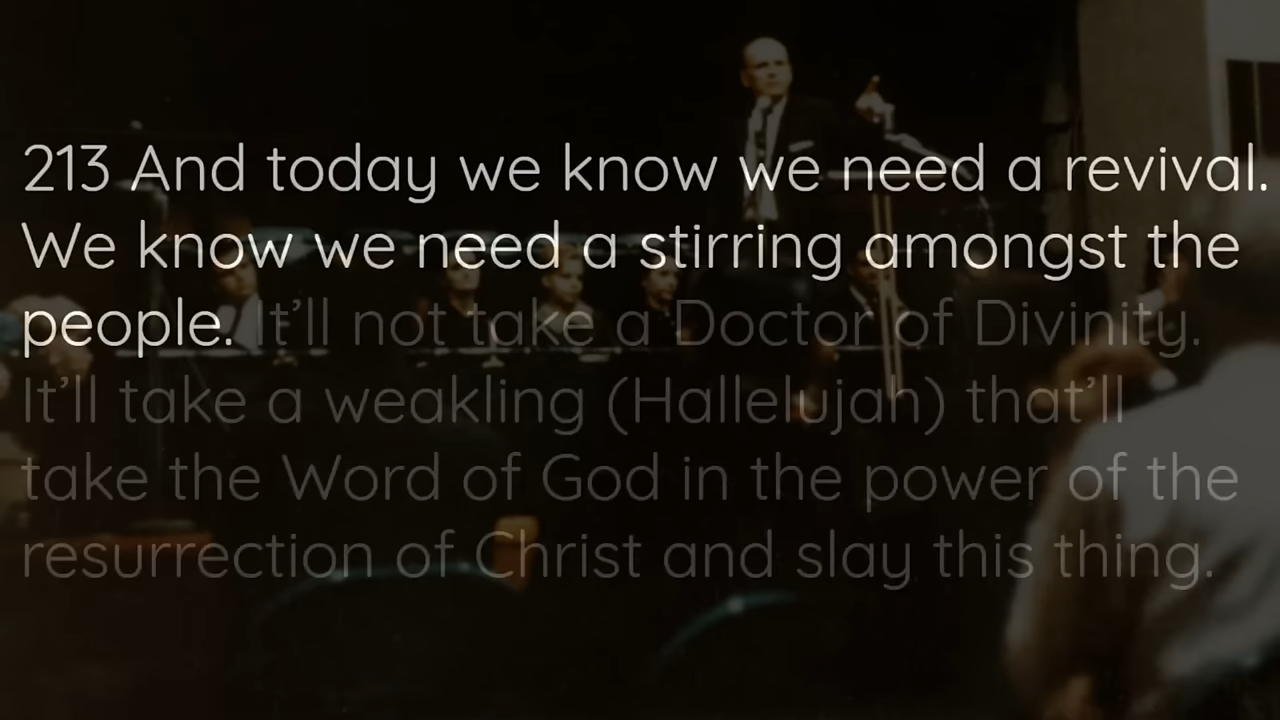 213 And today we know we need a revival.
We know we need a stirring amongst the
people. It’ll not take a Doctor of Divinity.
It’ll take a weakling (Hallelujah) that’ll
take the Word of God in the power of the
resurrection of Christ and slay this thing.